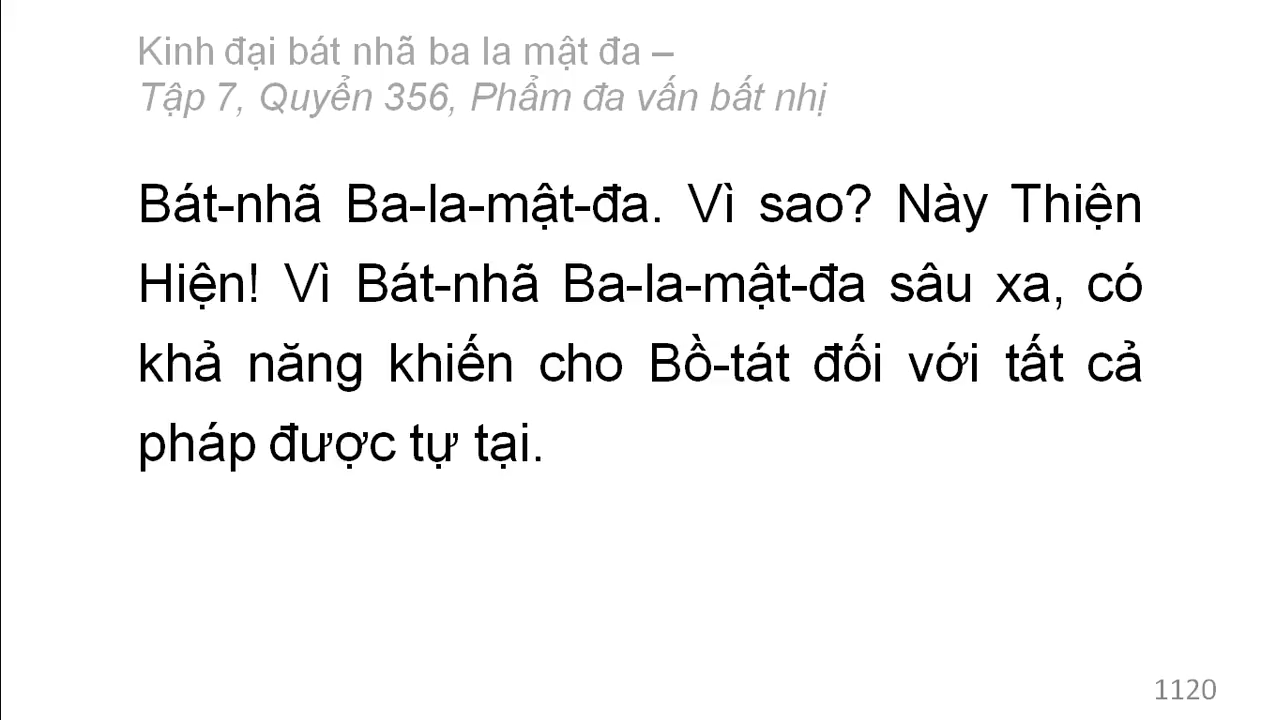 Kinh đại bát nhã ba la mật đa –
Tập 7, Quyển 356, Phẩm đa vấn bất nhị
Bát-nhã Ba-la-mật-đa. Vì sao? Này Thiện
Hiện! Vì Bát-nhã Ba-la-mật-đa sâu xa, có
khả năng khiến cho Bồ-tát đối với tất cả
pháp được tự tại.
1120